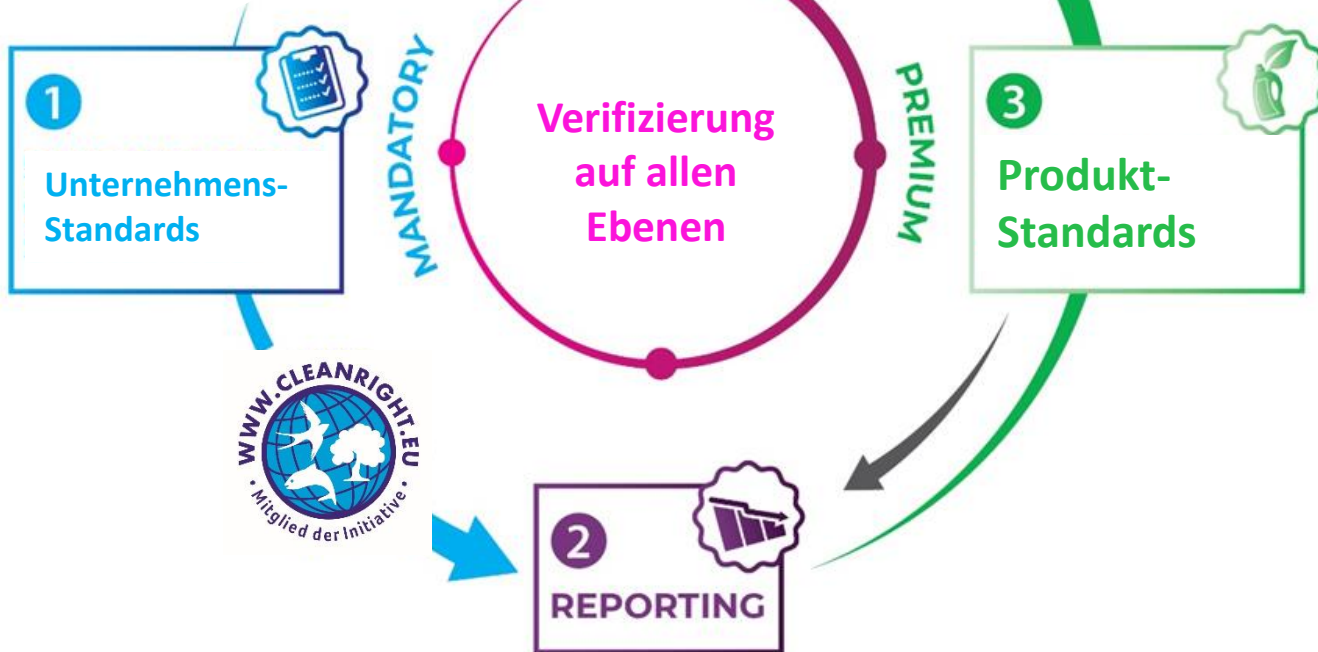 1
Unternehmens-
Standards
MANDATORY
Verifizierung
auf allen
Ebenen
PREMIUM
3
Produkt-
Standards
WWW.CLEANRIGHT.EU
• Mitglied der Initiative •
2
REPORTING